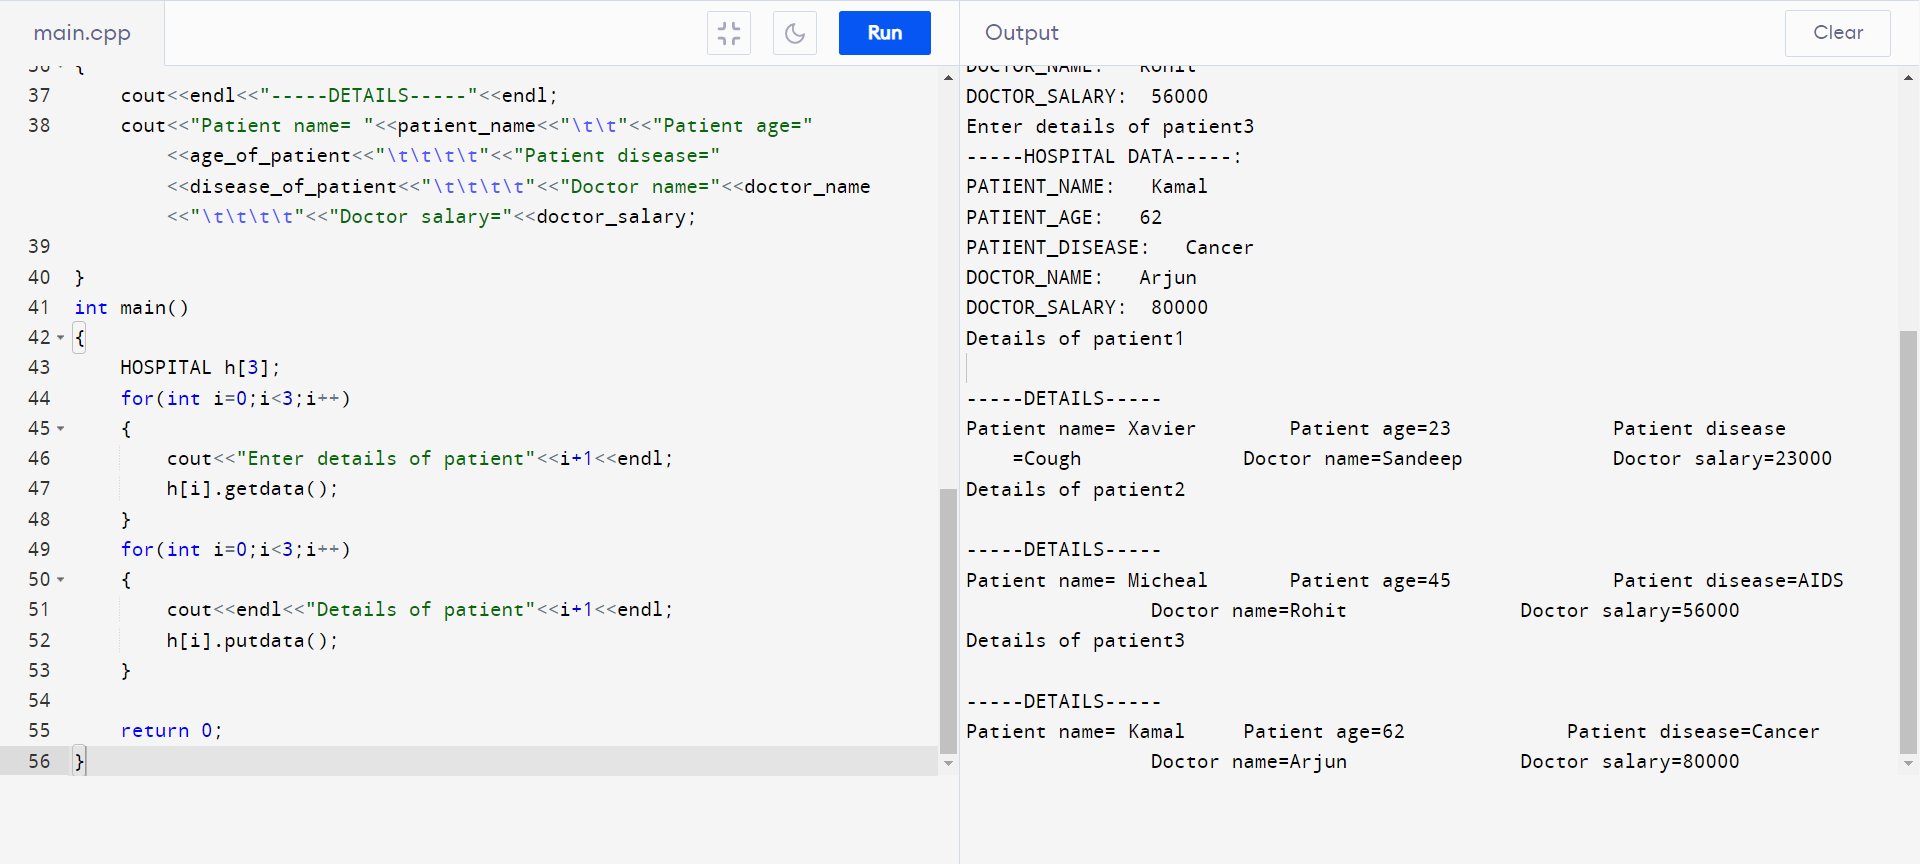 main.cpp
Run
36 {
37 cout<<endl<<"-----DETAILS-----"<<endl;
38 cout<<"Patient name= "<<patient_name<<"\t\t"<<"Patient age="
<<age_of_patient<<"\t\t\t\t"<<"Patient disease="
<<disease_of_patient<<"\t\t\t\t"<<"Doctor name="<<doctor_name
<<"\t\t\t\t"<<"Doctor salary="<<doctor_salary;
39
40 }
41 int main()
42 {
43 HOSPITAL h[3];
44 for(int i=0;i<3;i++)
45 {
46 cout<<"Enter details of patient"<<i+1<<endl;
47 h[i].getdata();
48 }
49 for(int i=0;i<3;i++)
50 {
51 cout<<endl<<"Details of patient"<<i+1<<endl;
52 h[i].putdata();
53 }
54
55 return 0;
56 }
Output
Clear
DOCTOR_NAME: Rohit
DOCTOR_SALARY: 56000
Enter details of patient3
-----HOSPITAL DATA-----:
PATIENT_NAME: Kamal
PATIENT_AGE: 62
PATIENT_DISEASE: Cancer
DOCTOR_NAME: Arjun
DOCTOR_SALARY: 80000
Details of patient1
-----DETAILS-----
Patient name= Xavier Patient age=23 Patient disease
=Cough Doctor name=Sandeep Doctor salary=23000
Details of patient2
-----DETAILS-----
Patient name= Micheal Patient age=45 Patient disease=AIDS
Doctor name=Rohit Doctor salary=56000
Details of patient3
-----DETAILS-----
Patient name= Kamal Patient age=62 Patient disease=Cancer
Doctor name=Arjun Doctor salary=80000